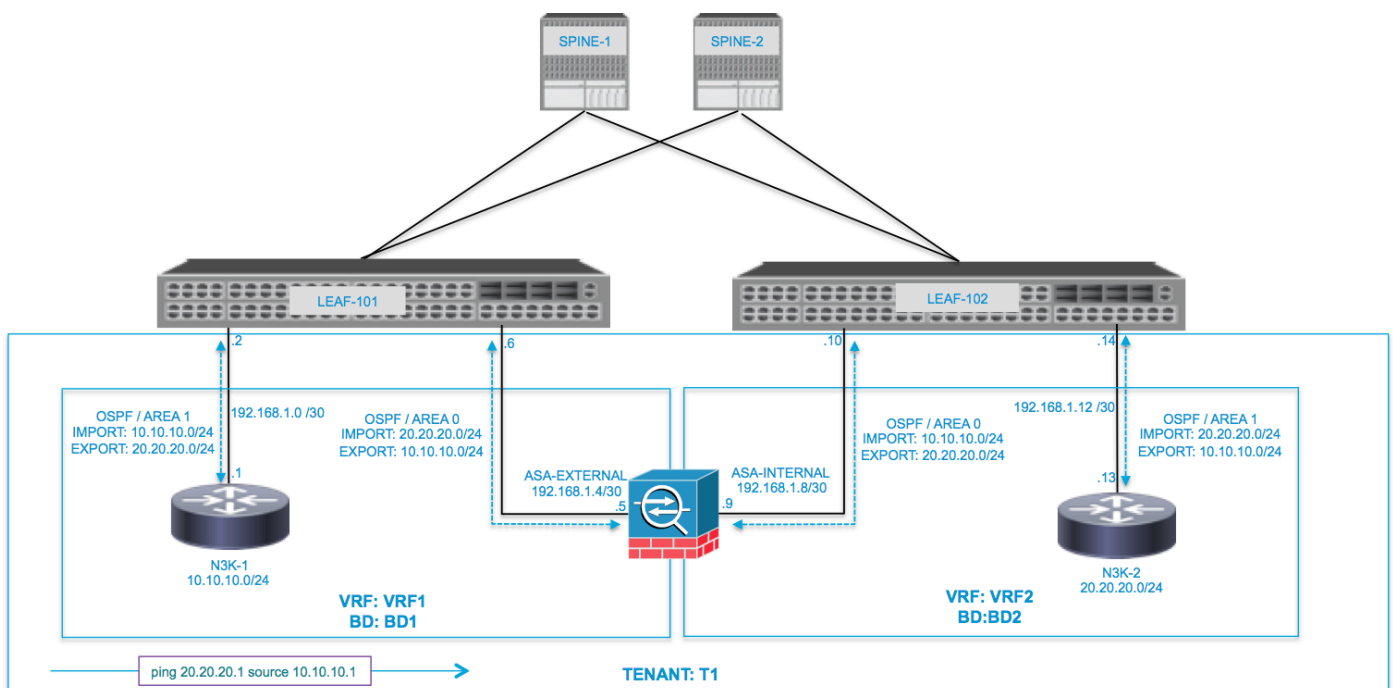 SPINE-1
SPINE-2
LEAF-101
LEAF-102
.2
.6
.10
.14
OSPF / AREA 1
IMPORT: 10.10.10.0/24
EXPORT: 20.20.20.0/24
192.168.1.0 /30
OSPF / AREA 0
IMPORT: 20.20.20.0/24
EXPORT: 10.10.10.0/24
OSPF / AREA 0
IMPORT: 10.10.10.0/24
EXPORT: 20.20.20.0/24
192.168.1.12 /30
OSPF / AREA 1
IMPORT: 20.20.20.0/24
EXPORT: 10.10.10.0/24
.1
ASA-EXTERNAL
192.168.1.4/30
.5
ASA-INTERNAL
192.168.1.8/30
.9
.13
N3K-1
10.10.10.0/24
N3K-2
20.20.20.0/24
VRF: VRF1
BD: BD1
VRF: VRF2
BD:BD2
ping 20.20.20.1 source 10.10.10.1
TENANT: T1